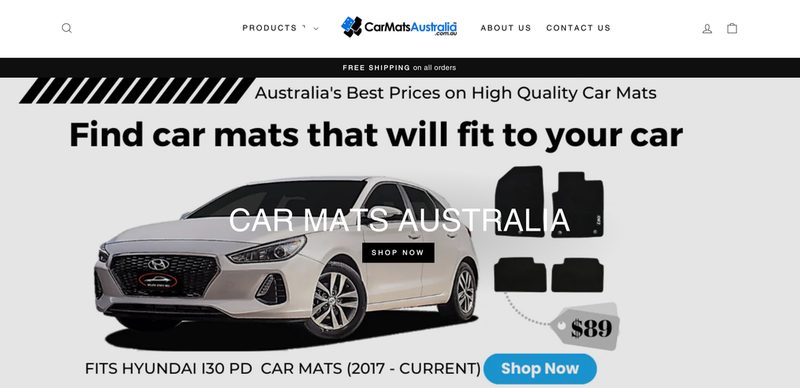 PRODUCTS
CarMatsAustralia
.com.au
ABOUT US
CONTACT US
FREE SHIPPING on all orders
Australia's Best Prices on High Quality Car Mats
Find car mats that will fit to your car
CAR MATS AUSTRALIA
SHOP NOW
$89
FITS HYUNDAI I30 PD CAR MATS (2017 - CURRENT)
Shop Now